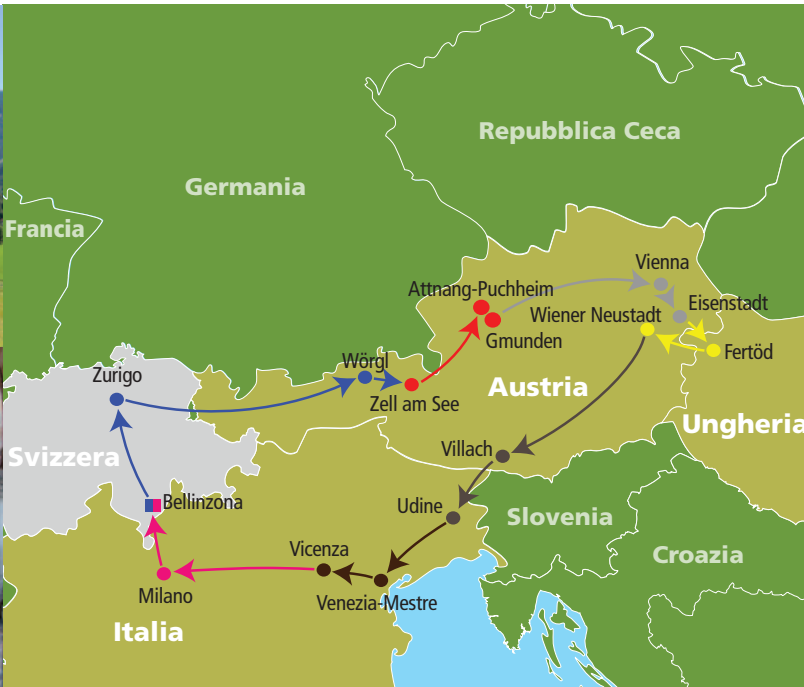 Repubblica Ceca
Germania
Francia
Vienna
Attnang-Puchheim
Eisenstadt
Wiener Neustadt
Gmunden
Fertöd
Wörgl
Zurigo
Austria
Zell am See
Ungheria
Villach
Svizzera
Bellinzona
Udine
Slovenia
Vicenza
Croazia
Milano
Venezia-Mestre
Italia